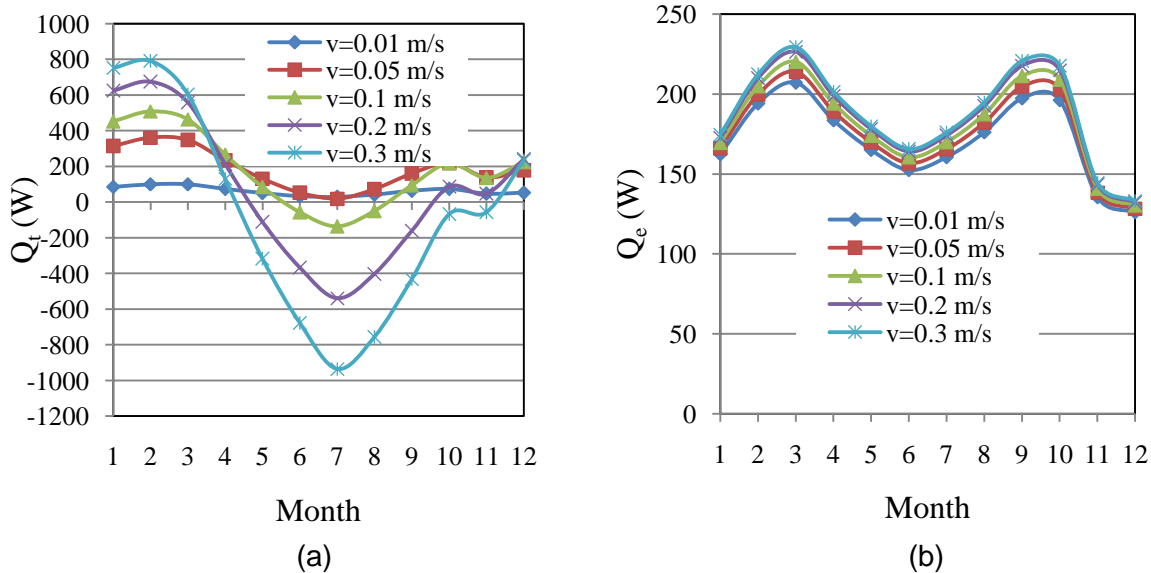 1000
800
600
400
200
0
-200
-400
-600
-800
-1000
-1200
Q_t (W)
v=0.01 m/s
v=0.05 m/s
v=0.1 m/s
v=0.2 m/s
v=0.3 m/s
1 2 3 4 5 6 7 8 9 10 11 12
Month
(a)
250
200
150
100
50
0
Q_e (W)
v=0.01 m/s
v=0.05 m/s
v=0.1 m/s
v=0.2 m/s
v=0.3 m/s
1 2 3 4 5 6 7 8 9 10 11 12
Month
(b)